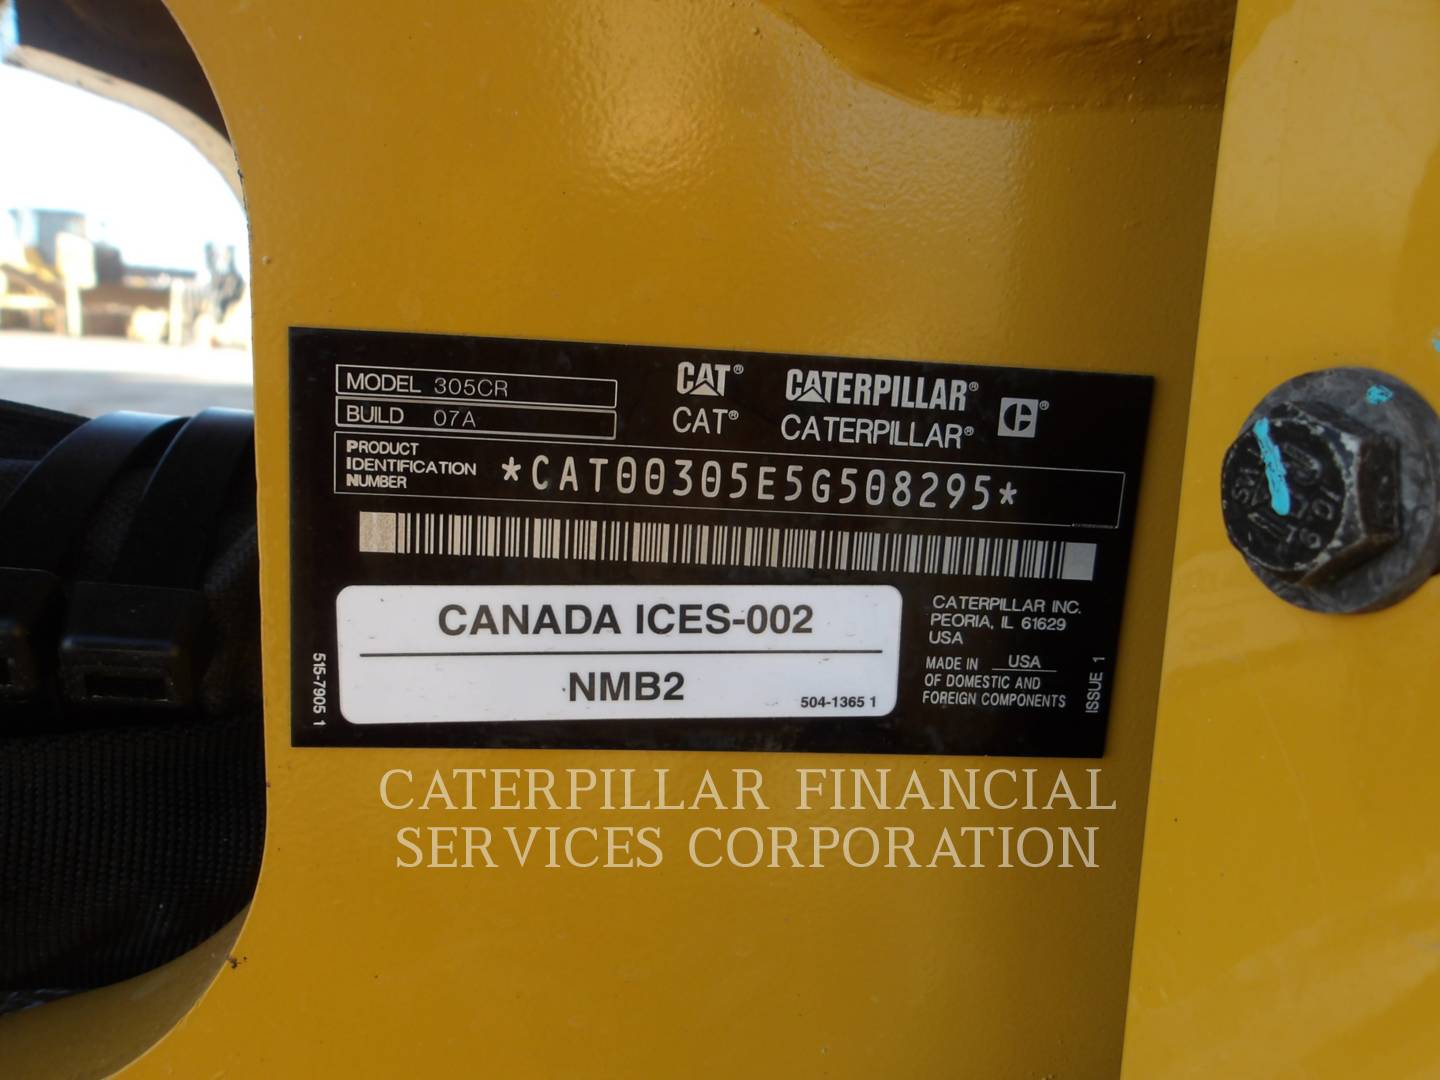 MODEL 305CR
BUILD 07A
CAT® CATERPILLAR®
CAT® CATERPILLAR®
PRODUCT
IDENTIFICATION
NUMBER
*CAT00305E5G508295*
CANADA ICES-002
NMB2
504-1365 1
515-7905 1
CATERPILLAR INC.
PEORIA, IL 61629
USA
MADE IN USA
OF DOMESTIC AND
FOREIGN COMPONENTS
ISSUE 1
CATERPILLAR FINANCIAL
SERVICES CORPORATION